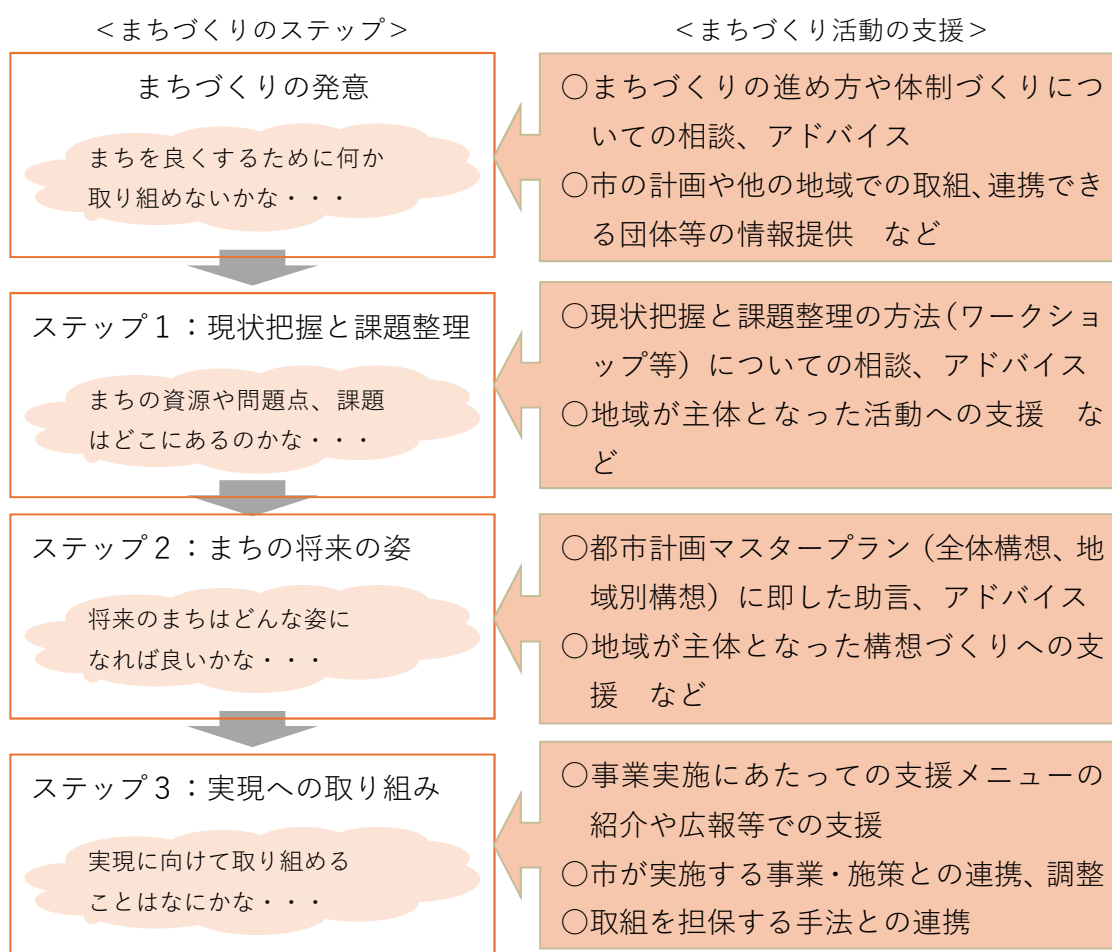 ＜まちづくりのステップ＞
＜まちづくり活動の支援＞
まちづくりの発意
まちを良くするために何か
取り組めないかな・・・
○まちづくりの進め方や体制づくりにつ
いての相談、アドバイス
○市の計画や他の地域での取組、連携でき
る団体等の情報提供　など
ステップ１：現状把握と課題整理
まちの資源や問題点、課題
はどこにあるのかな・・・
○現状把握と課題整理の方法（ワークショ
ップ等）についての相談、アドバイス
○地域が主体となった活動への支援　な
ど
ステップ２：まちの将来の姿
将来のまちはどんな姿に
なれば良いかな・・・
○都市計画マスタープラン（全体構想、地
域別構想）に即した助言、アドバイス
○地域が主体となった構想づくりへの支
援　など
ステップ３：実現への取り組み
実現に向けて取り組める
ことはなにかな・・・
○事業実施にあたっての支援メニューの
紹介や広報等での支援
○市が実施する事業・施策との連携、調整
○取組を担保する手法との連携